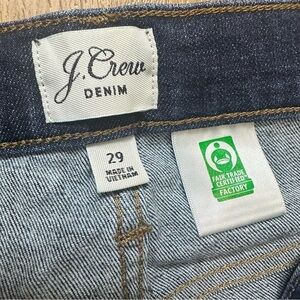 J.Crew
DENIM
29
MADE IN
VIETNAM
FAIR TRADE
CERTIFIED
FACTORY